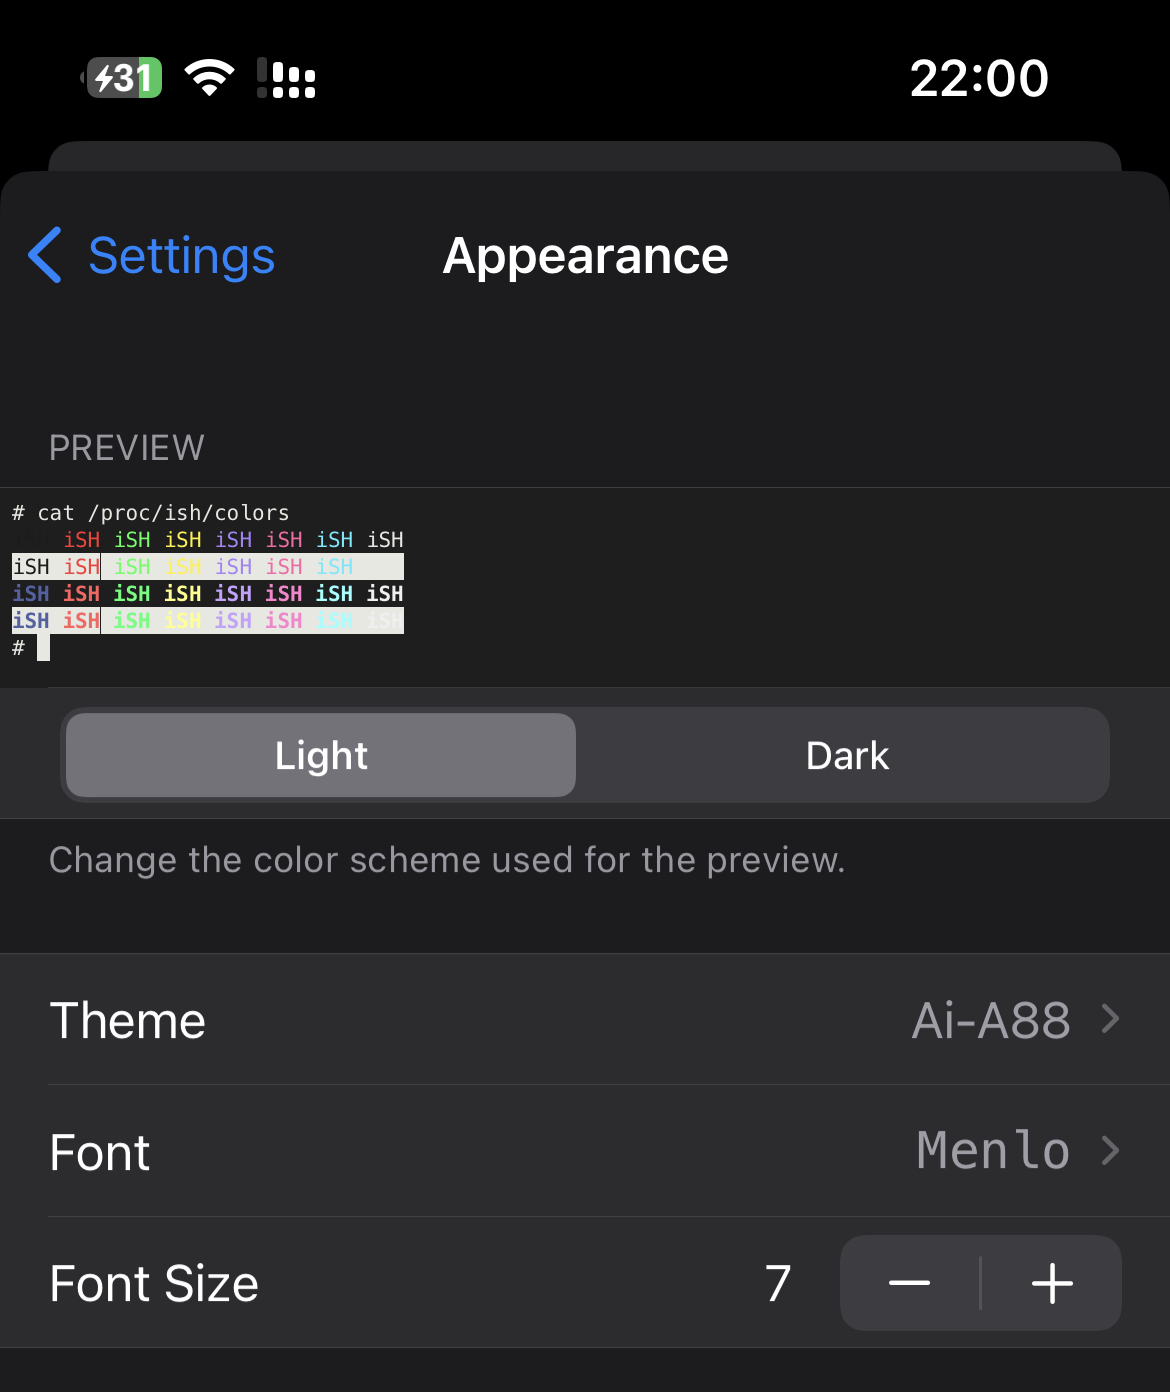 31 22:00
Settings Appearance
PREVIEW
# cat /proc/ish/colors
iSH iSH iSH iSH iSH iSH iSH iSH
iSH iSH iSH iSH iSH iSH iSH
iSH iSH iSH iSH iSH iSH iSH iSH
iSH iSH iSH iSH iSH iSH iSH iSH
#
Light Dark
Change the color scheme used for the preview.
Theme Ai-A88
Font Menlo
Font Size 7 — +